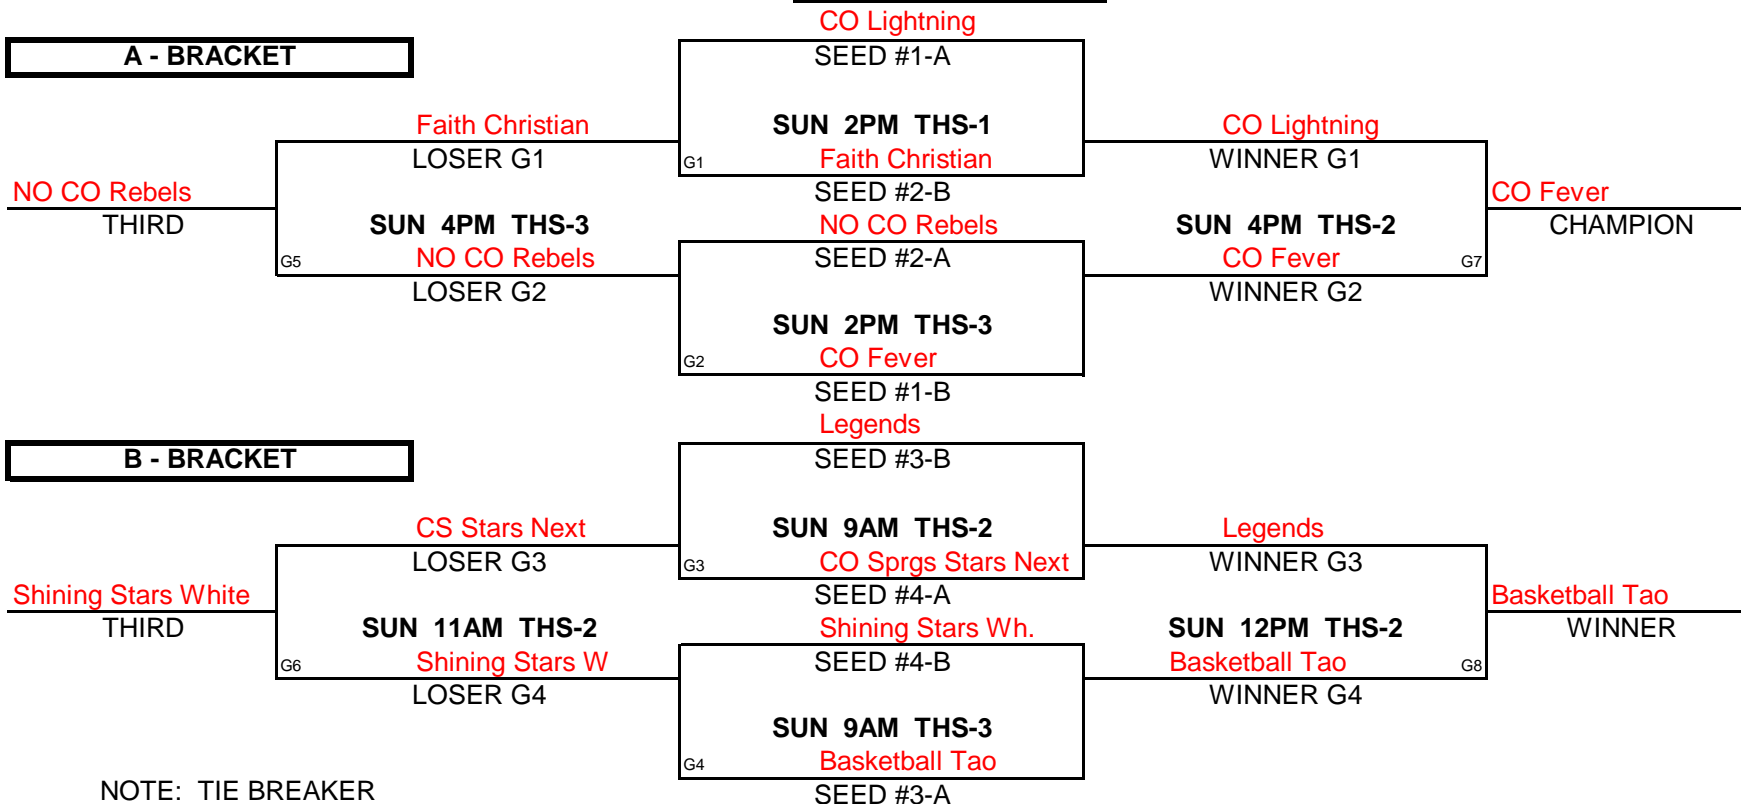 CO Lightning
A - BRACKET
SEED #1-A
Faith Christian
SUN 2PM THS-1
CO Lightning
LOSER G1
G1
Faith Christian
WINNER G1
NO CO Rebels
SEED #2-B
CO Fever
THIRD
SUN 4PM THS-3
NO CO Rebels
SUN 4PM THS-2
CHAMPION
G5
NO CO Rebels
SEED #2-A
CO Fever
G7
LOSER G2
WINNER G2
SUN 2PM THS-3
G2
CO Fever
SEED #1-B
Legends
B - BRACKET
SEED #3-B
CS Stars Next
SUN 9AM THS-2
Legends
LOSER G3
G3
CO Sprgs Stars Next
WINNER G3
Shining Stars White
SEED #4-A
Basketball Tao
THIRD
SUN 11AM THS-2
Shining Stars Wh.
SUN 12PM THS-2
WINNER
G6
Shining Stars W
SEED #4-B
Basketball Tao
G8
LOSER G4
WINNER G4
SUN 9AM THS-3
G4
Basketball Tao
NOTE: TIE BREAKER
SEED #3-A